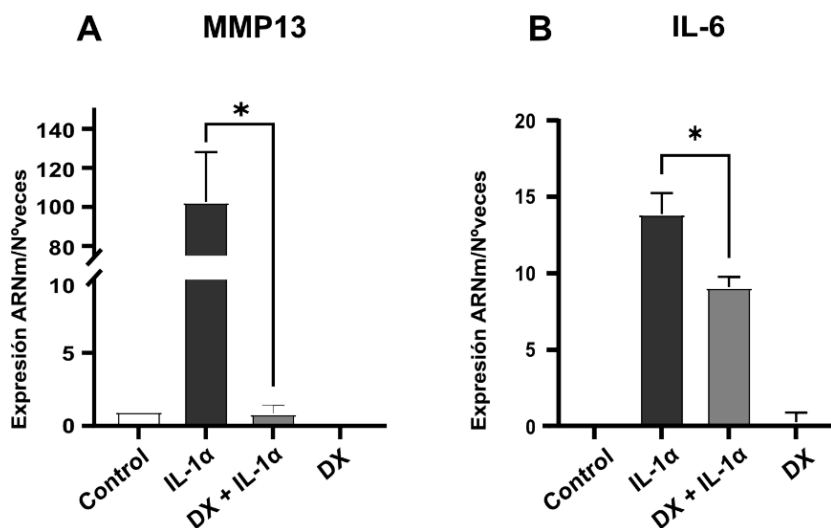 A MMP13
Expresión ARNm/Nºveces
140
120
100
80
10
5
0
*
Control
IL-1α
DX + IL-1α
DX
B IL-6
Expresión ARNm/Nºveces
20
15
10
5
0
*
Control
IL-1α
DX + IL-1α
DX